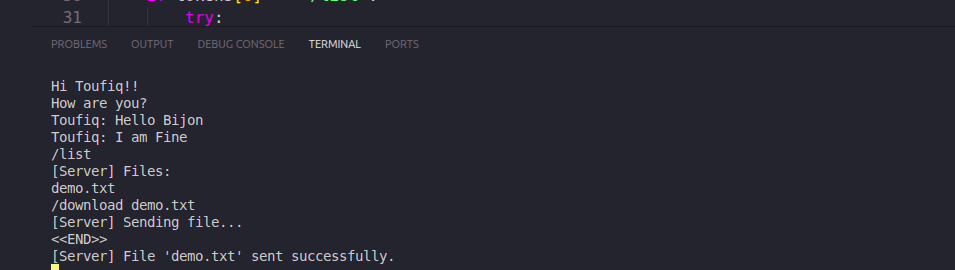 31 try:
PROBLEMS OUTPUT DEBUG CONSOLE TERMINAL PORTS
Hi Toufiq!!
How are you?
Toufiq: Hello Bijon
Toufiq: I am Fine
/list
[Server] Files:
demo.txt
/download demo.txt
[Server] Sending file...
<<END>>
[Server] File 'demo.txt' sent successfully.